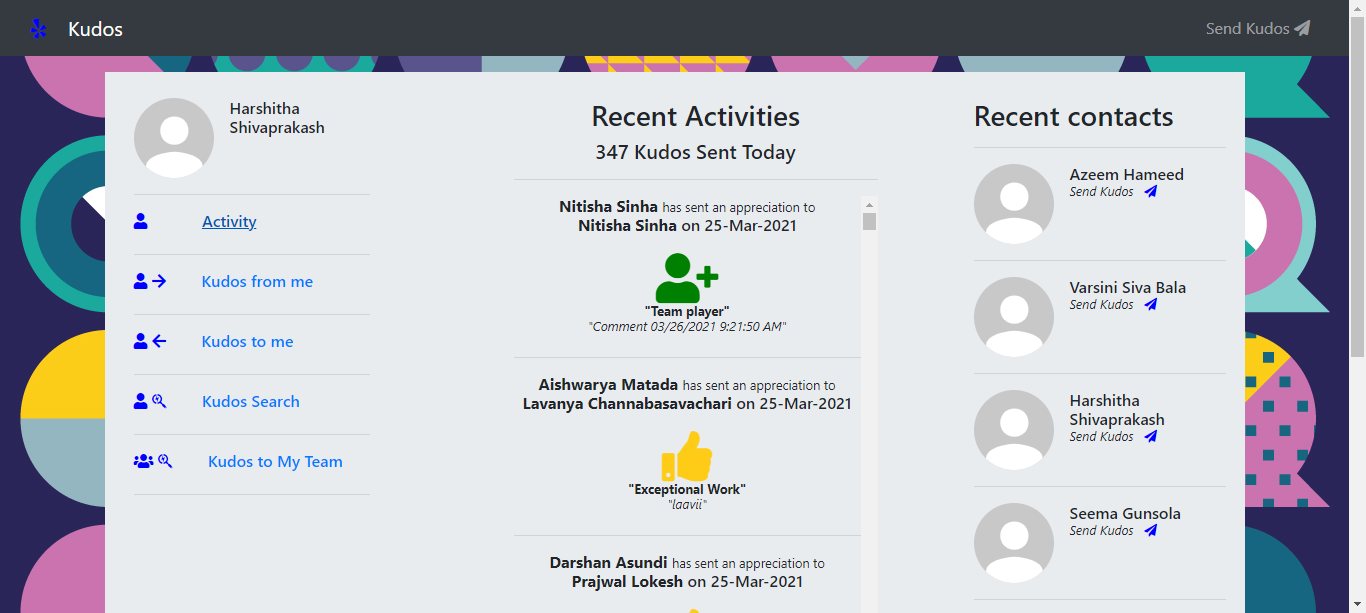 Kudos
Send Kudos
Harshitha
Shivaprakash
Activity
Kudos from me
Kudos to me
Kudos Search
Kudos to My Team
Recent Activities
347 Kudos Sent Today
Nitisha Sinha has sent an appreciation to
Nitisha Sinha on 25-Mar-2021
"Team player"
"Comment 03/26/2021 9:21:50 AM"
Aishwarya Matada has sent an appreciation to
Lavanya Channabasavachari on 25-Mar-2021
"Exceptional Work"
"laavii"
Darshan Asundi has sent an appreciation to
Prajwal Lokesh on 25-Mar-2021
Recent contacts
Azeem Hameed
Send Kudos
Varsini Siva Bala
Send Kudos
Harshitha
Shivaprakash
Send Kudos
Seema Gunsola
Send Kudos